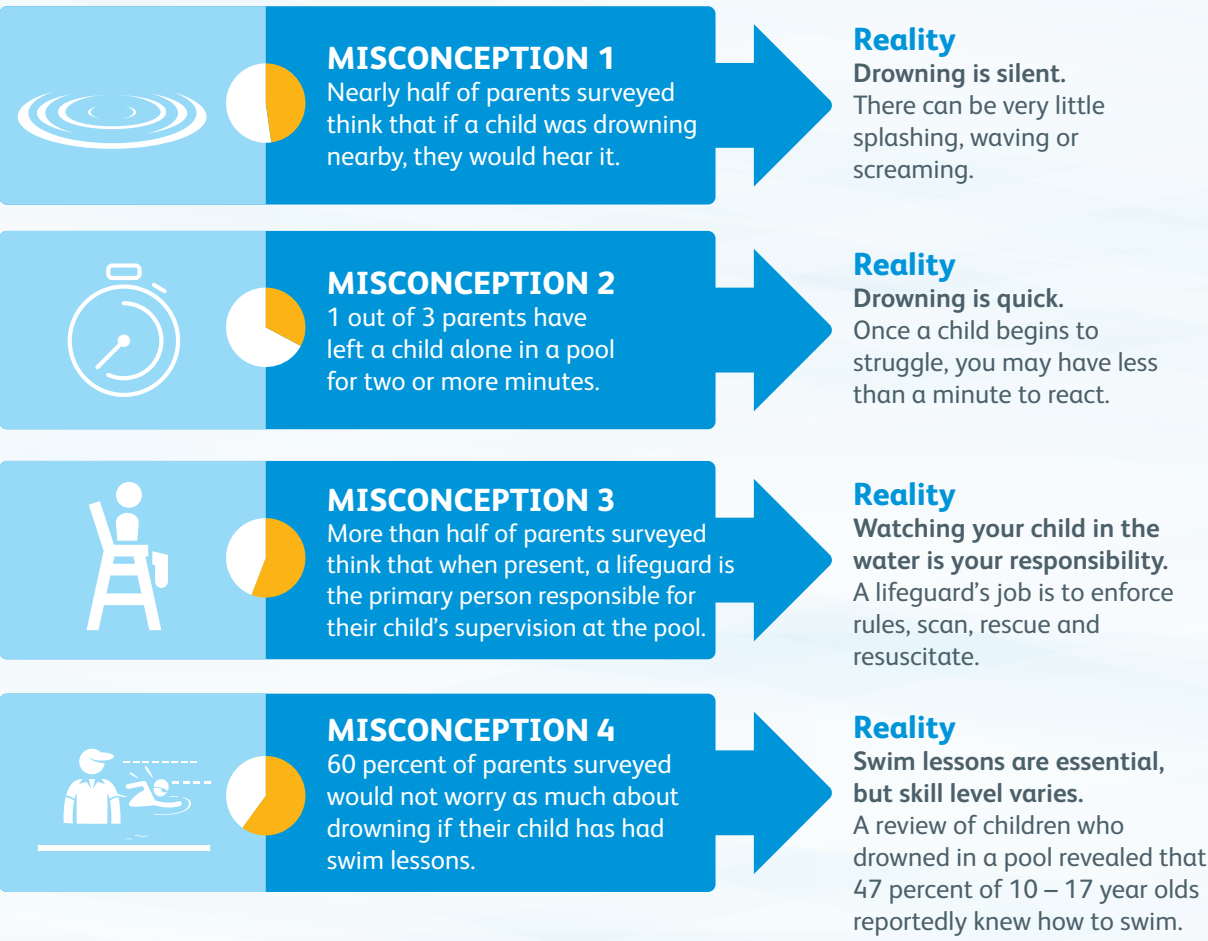 MISCONCEPTION 1
Nearly half of parents surveyed
think that if a child was drowning
nearby, they would hear it.
Reality
Drowning is silent.
There can be very little
splashing, waving or
screaming.
MISCONCEPTION 2
1 out of 3 parents have
left a child alone in a pool
for two or more minutes.
Reality
Drowning is quick.
Once a child begins to
struggle, you may have less
than a minute to react.
MISCONCEPTION 3
More than half of parents surveyed
think that when present, a lifeguard is
the primary person responsible for
their child’s supervision at the pool.
Reality
Watching your child in the
water is your responsibility.
A lifeguard’s job is to enforce
rules, scan, rescue and
resuscitate.
MISCONCEPTION 4
60 percent of parents surveyed
would not worry as much about
drowning if their child has had
swim lessons.
Reality
Swim lessons are essential,
but skill level varies.
A review of children who
drowned in a pool revealed that
47 percent of 10 – 17 year olds
reportedly knew how to swim.